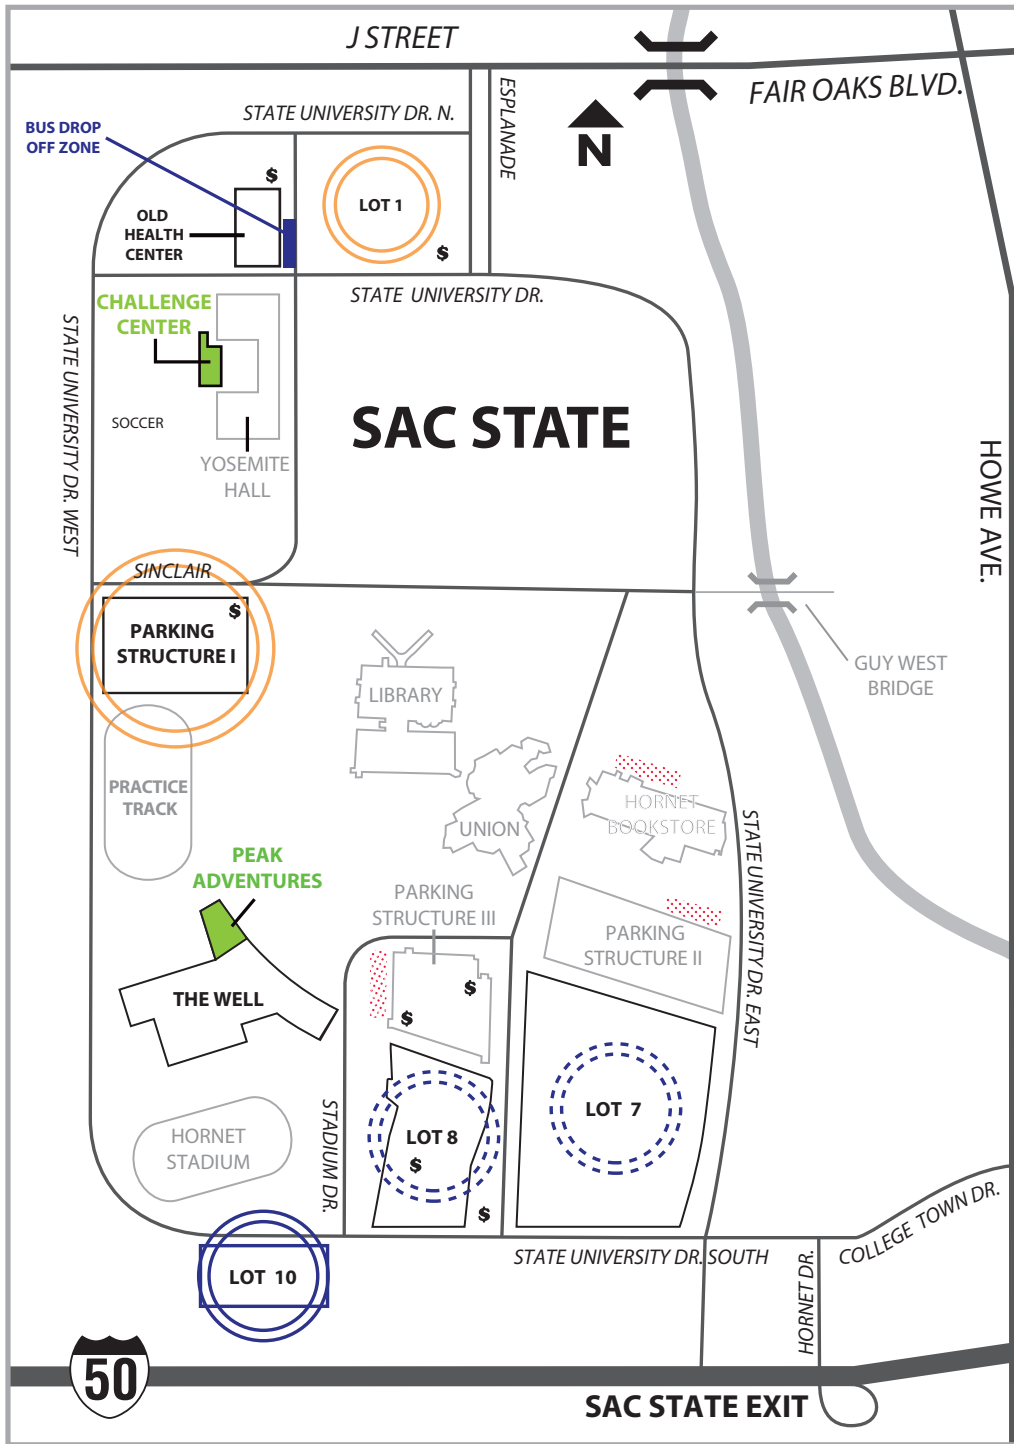 J STREET
FAIR OAKS BLVD.
STATE UNIVERSITY DR. N.
ESPLANADE
N
BUS DROP
OFF ZONE
$
LOT 1
$
OLD
HEALTH
CENTER
STATE UNIVERSITY DR.
CHALLENGE
CENTER
STATE UNIVERSITY DR. WEST
SOCCER
SAC STATE
YOSEMITE
HALL
HOWE AVE.
SINCLAIR
$
PARKING
STRUCTURE I
GUY WEST
BRIDGE
LIBRARY
PRACTICE
TRACK
HORNET
BOOKSTORE
UNION
STATE UNIVERSITY DR. EAST
PEAK
ADVENTURES
PARKING
STRUCTURE III
PARKING
STRUCTURE II
THE WELL
$
$
STADIUM DR.
LOT 7
LOT 8
$
HORNET
STADIUM
$
COLLEGE TOWN DR.
STATE UNIVERSITY DR. SOUTH
HORNET DR.
LOT 10
50
SAC STATE EXIT